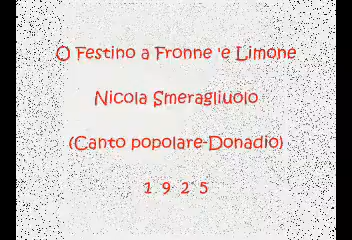 O Festino a Fronne 'e Limone
Nicola Smeragliuolo
(Canto popolare-Donadio)
1 9 2 5